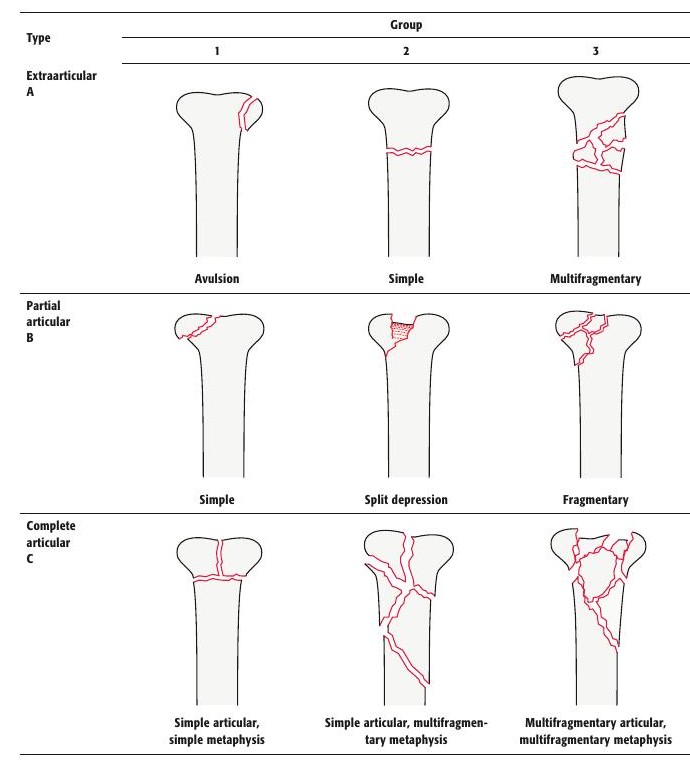 Type
Group
1
2
3
Extraarticular
A
Avulsion
Simple
Multifragmentary
Partial
articular
B
Simple
Split depression
Fragmentary
Complete
articular
C
Simple articular,
simple metaphysis
Simple articular, multifragmen-
tary metaphysis
Multifragmentary articular,
multifragmentary metaphysis